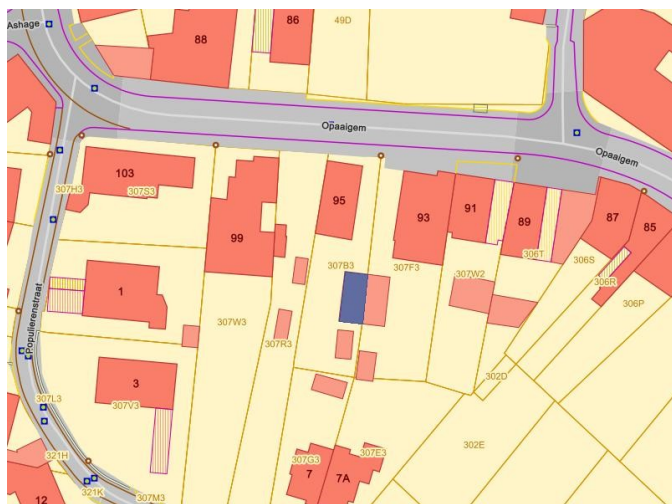 Ashage
88
86
49D
Opaaigem
Opaaigem
103
307S3
307H3
99
95
93
91
89
87
85
306T
306S
306R
306P
307B3
307F3
307W2
1
307W3
307R3
Populierenstraat
302D
3
307V3
307L3
302E
321H
7
307G3
7A
307E3
12
321K
307M3